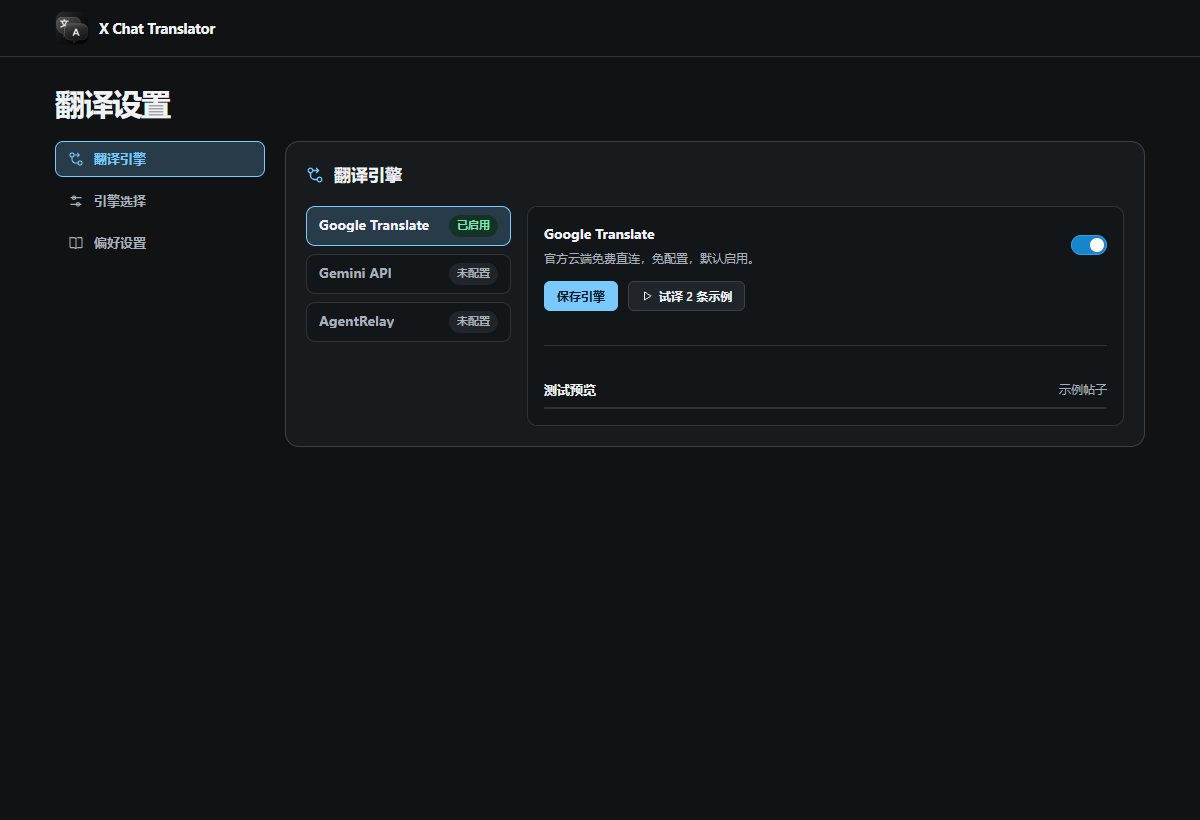 X Chat Translator
翻译设置
翻译引擎
引擎选择
偏好设置
翻译引擎
Google Translate 已启用
Gemini API 未配置
AgentRelay 未配置
Google Translate
官方云端免费直连，免配置，默认启用。
保存引擎 试译 2 条示例
测试预览 示例帖子